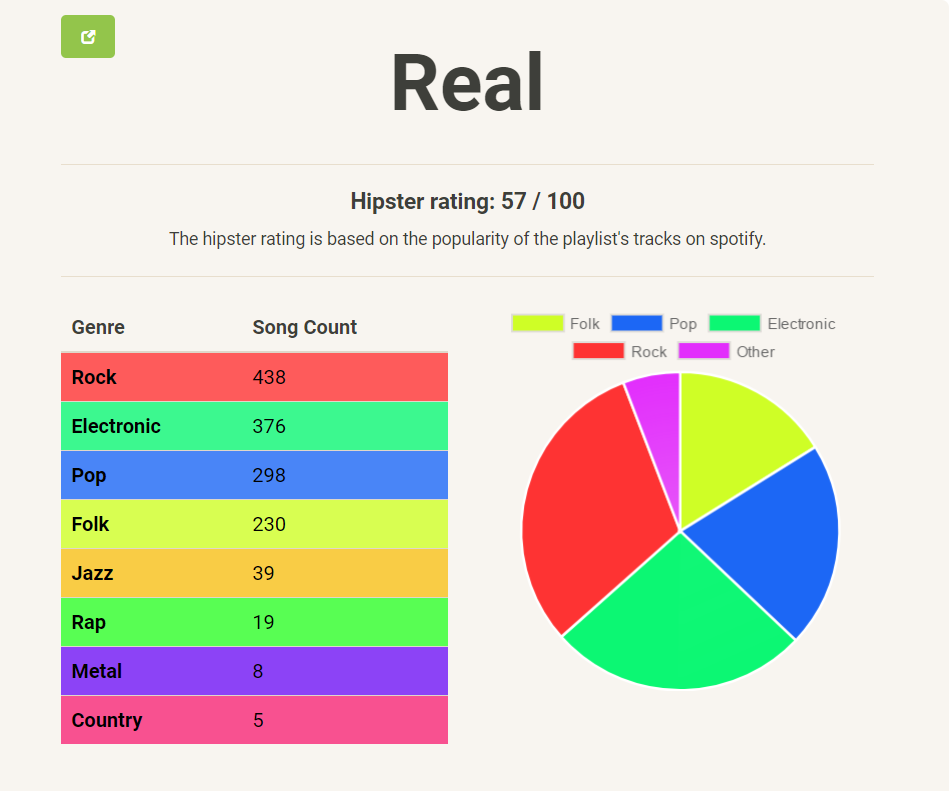 Real
Hipster rating: 57 / 100
The hipster rating is based on the popularity of the playlist's tracks on spotify.
Genre Song Count
Rock 438
Electronic 376
Pop 298
Folk 230
Jazz 39
Rap 19
Metal 8
Country 5
Folk Pop Electronic
Rock Other